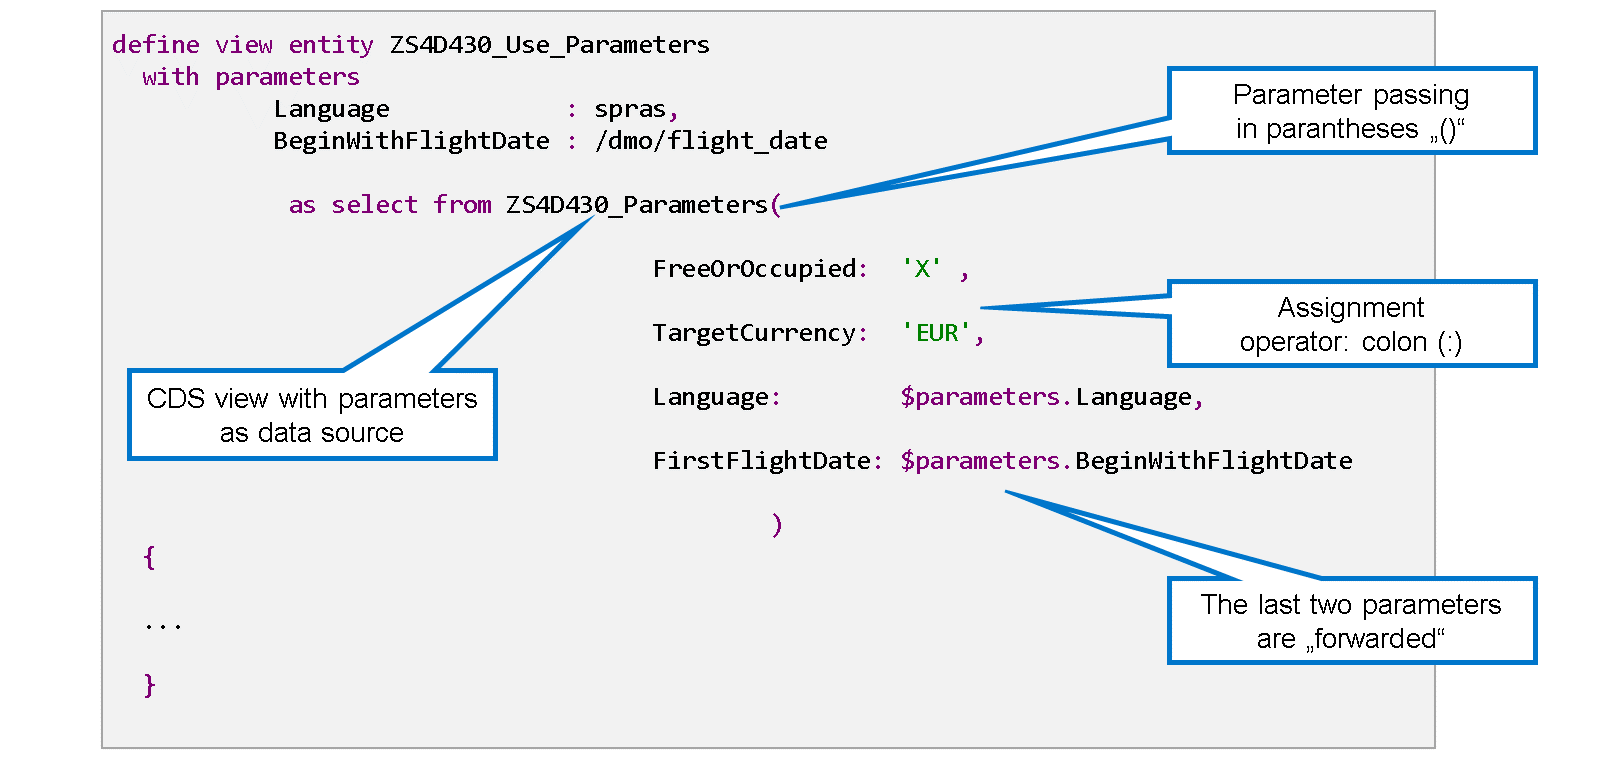 define view entity ZS4D430_Use_Parameters
with parameters
Language : spras,
BeginWithFlightDate : /dmo/flight_date
as select from ZS4D430_Parameters(
FreeOrOccupied: 'X' ,
TargetCurrency: 'EUR',
Language: $parameters.Language,
FirstFlightDate: $parameters.BeginWithFlightDate
)
{
...
}
Parameter passing
in parantheses „()“
Assignment
operator: colon (:)
CDS view with parameters
as data source
The last two parameters
are „forwarded“